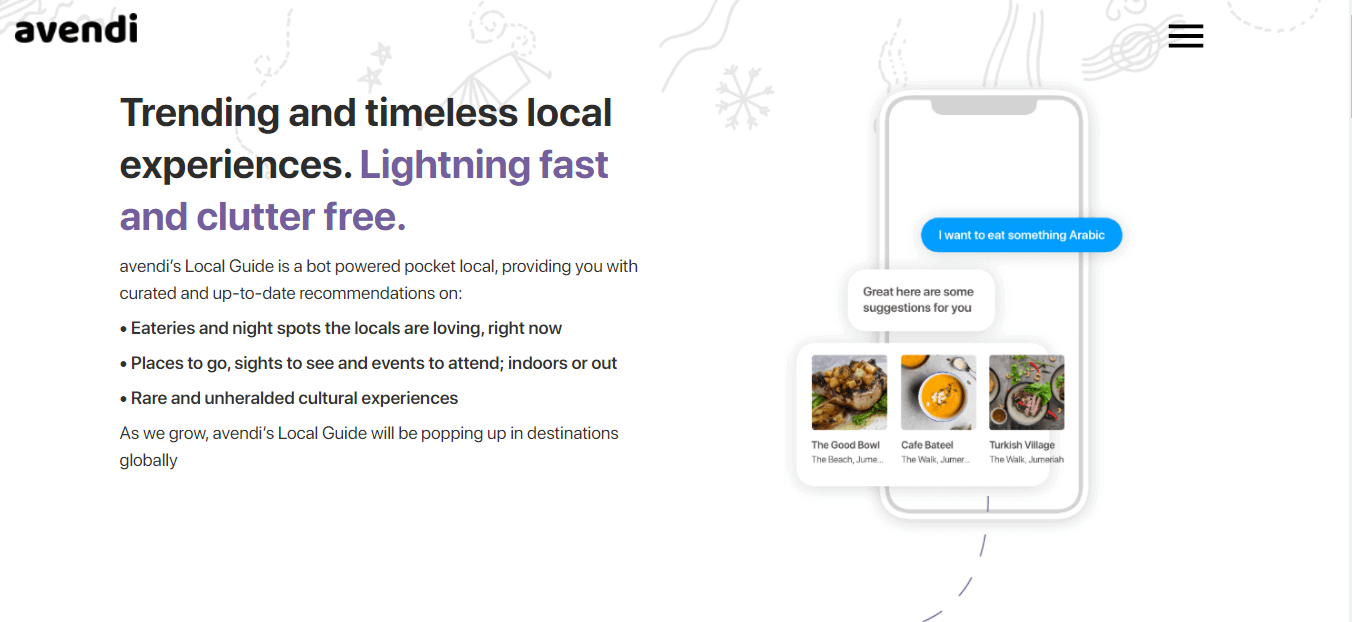 avendi
Trending and timeless local
experiences. Lightning fast
and clutter free.
avendi’s Local Guide is a bot powered pocket local, providing you with
curated and up-to-date recommendations on:
• Eateries and night spots the locals are loving, right now
• Places to go, sights to see and events to attend; indoors or out
• Rare and unheralded cultural experiences
As we grow, avendi’s Local Guide will be popping up in destinations
globally
I want to eat something Arabic
Great here are some
suggestions for you
The Good Bowl
The Beach, Jume...
Cafe Bateel
The Walk, Jumer...
Turkish Village
The Walk, Jumeriah